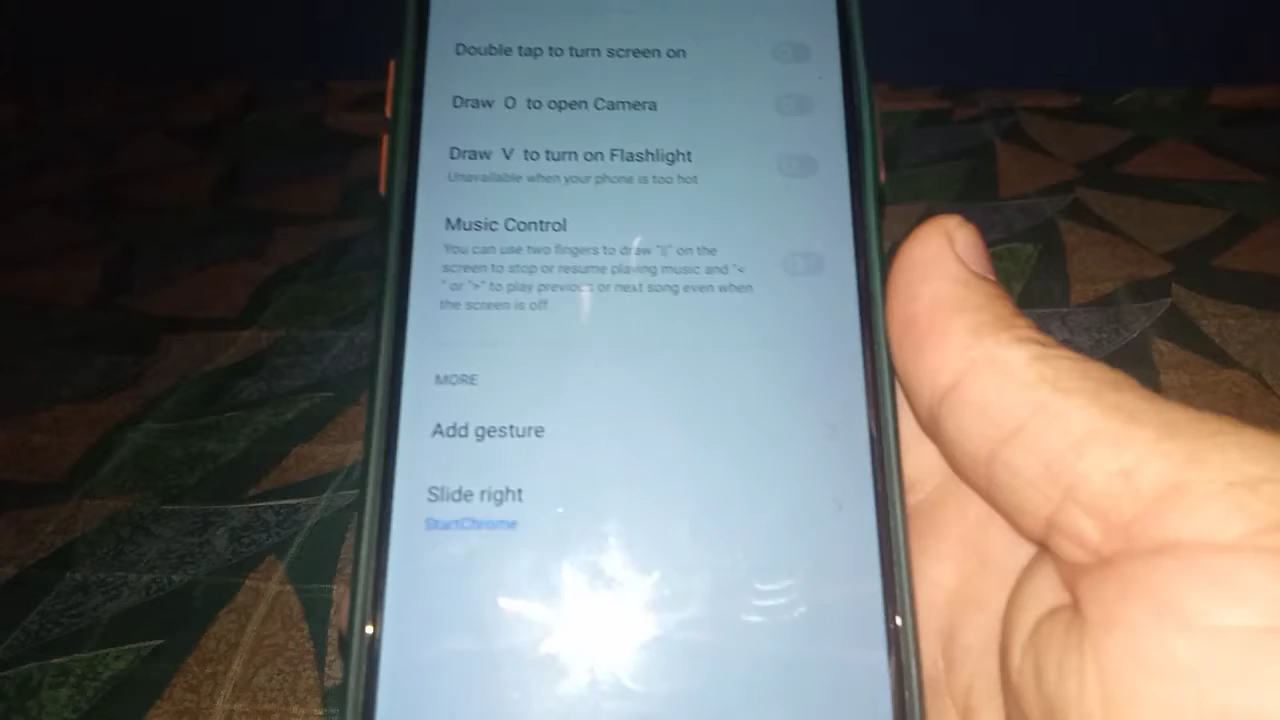 Double tap to turn screen on
Draw O to open Camera
Draw V to turn on Flashlight
Unavailable when your phone is too hot
Music Control
You can use two fingers to draw "||" on the
screen to stop or resume playing music and "<
" or ">" to play previous or next song even when
the screen is off
MORE
Add gesture
Slide right
StartChrome